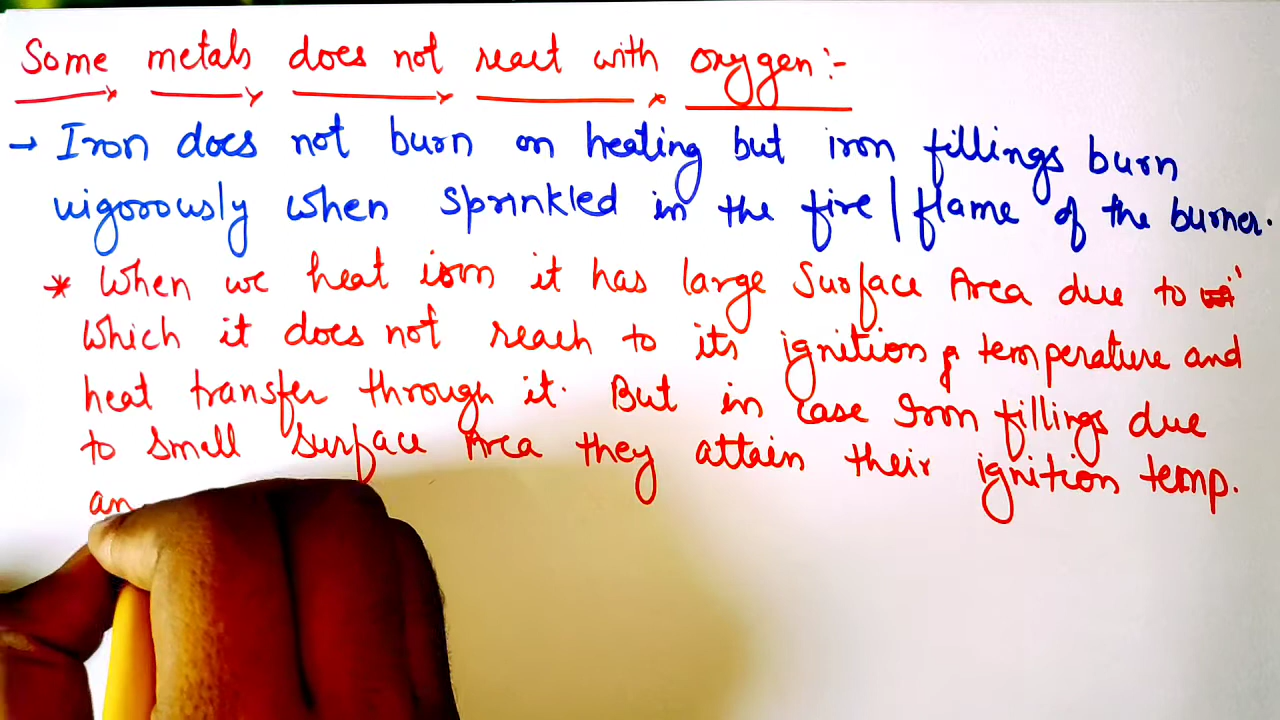 Some metals does not react with oxygen:-
→ Iron does not burn on heating but iron fillings burn
vigorously when sprinkled in the fire/flame of the burner.
* When we heat iron it has large Surface Area due to
which it does not reach to its ignition temperature and
heat transfer through it. But in case Iron fillings due
to small surface Area they attain their ignition temp.
an